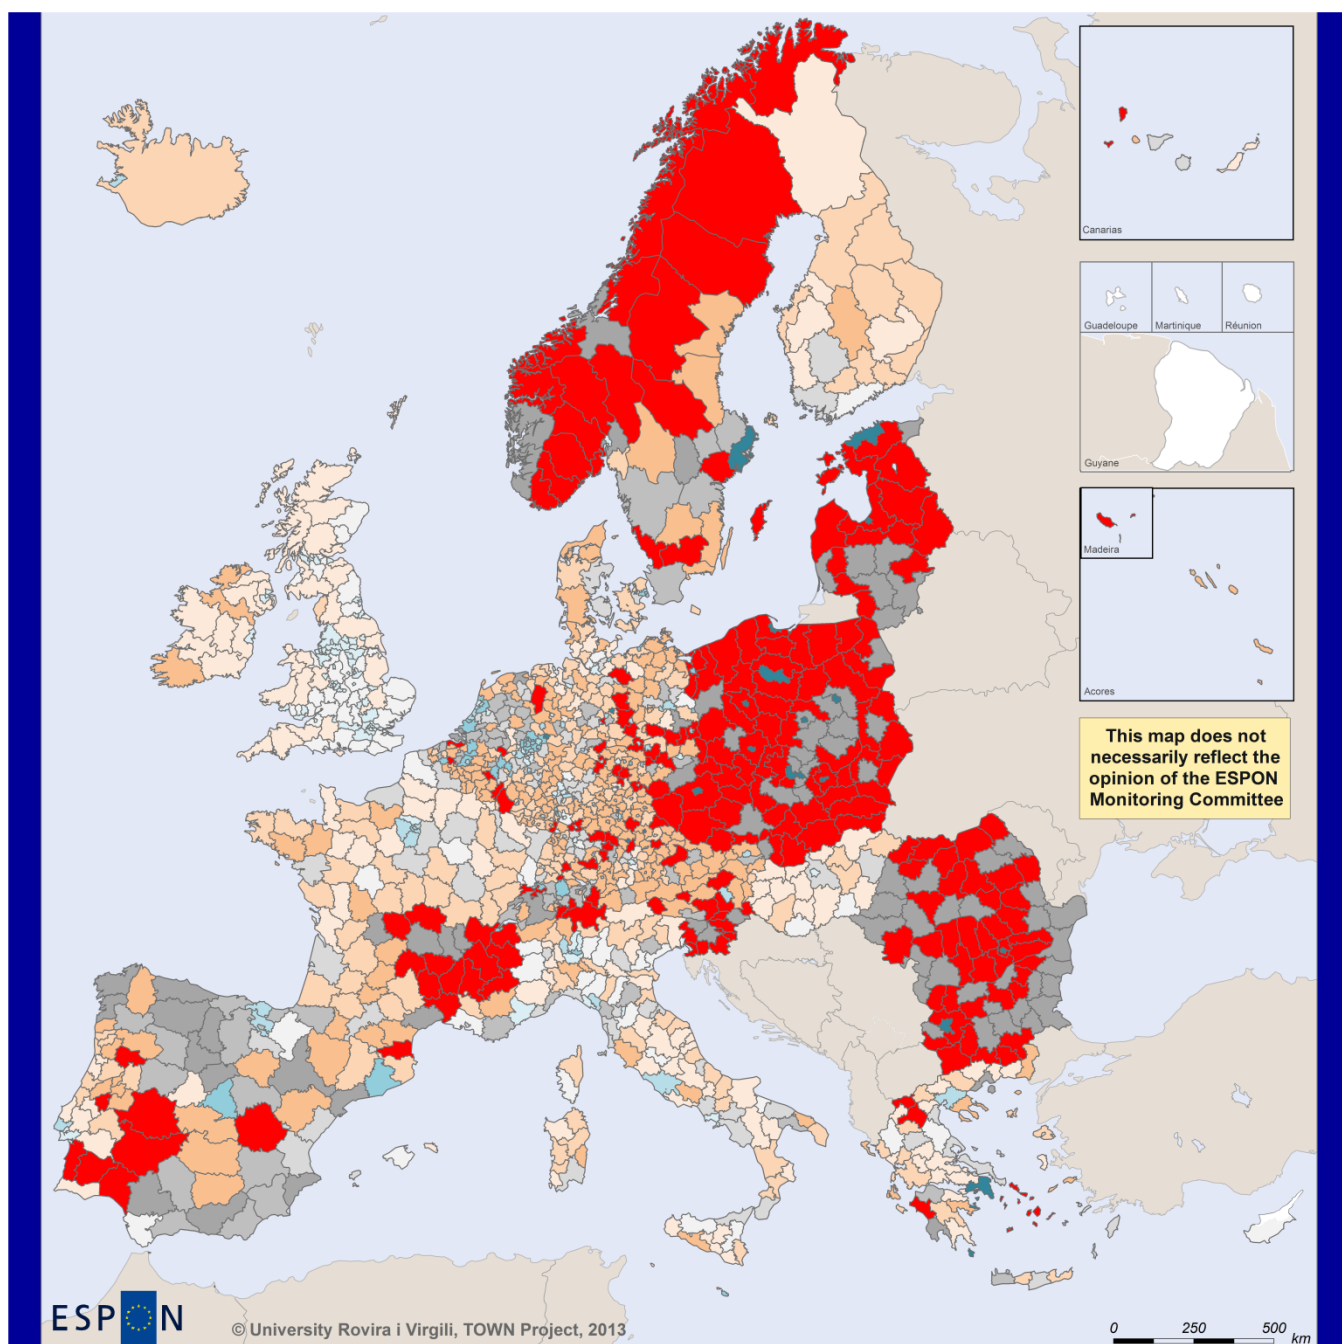 Canarias
Guadeloupe
Martinique
Réunion
Guyane
Madeira
Acores
This map does not
necessarily reflect the
opinion of the ESPON
Monitoring Committee
ESPON
© University Rovira i Virgili, TOWN Project, 2013
0 250 500
km